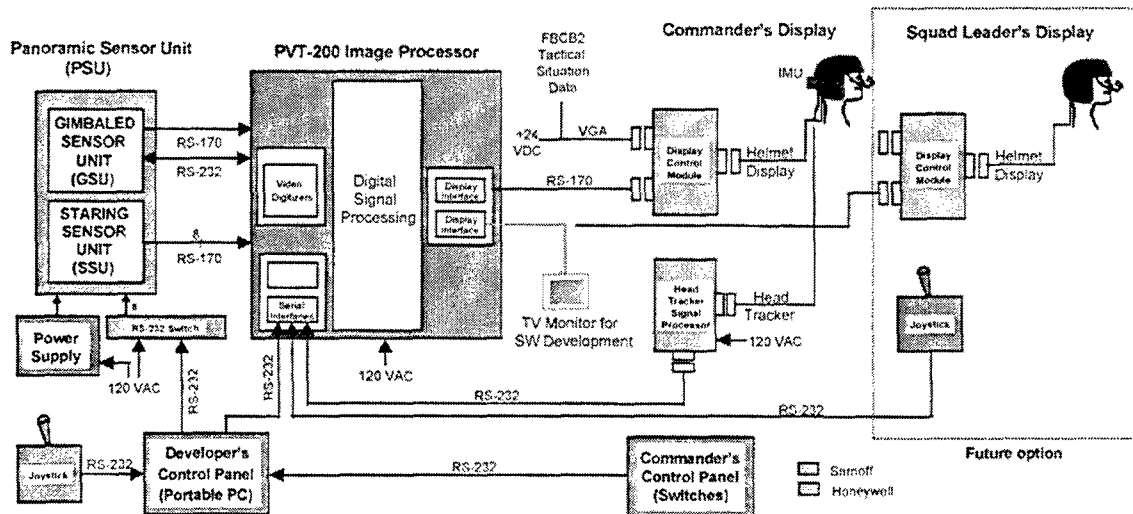 Panoramic Sensor Unit
(PSU)
GIMBALED
SENSOR
UNIT
(GSU)
STARING
SENSOR
UNIT
(SSU)
RS-170
RS-232
8
RS-170
Power
Supply
8
RS-232 Switch
120 VAC
RS-232
PVT-200 Image Processor
Video
Digitizers
Serial
Interfaces
Digital
Signal
Processing
Display
Interface
Display
Interface
120 VAC
RS-232
FBCB2
Tactical
Situation
Data
+24
VDC
VGA
RS-170
TV Monitor for
SW Development
Commander's Display
IMU
Display
Control
Module
Helmet
Display
Head
Tracker
Signal
Processor
Head
Tracker
120 VAC
RS-232
RS-232
Squad Leader's Display
Display
Control
Module
Helmet
Display
Joystick
Future option
Joystick
RS-232
Developer's
Control Panel
(Portable PC)
RS-232
Commander's
Control Panel
(Switches)
Sarnoff
Honeywell